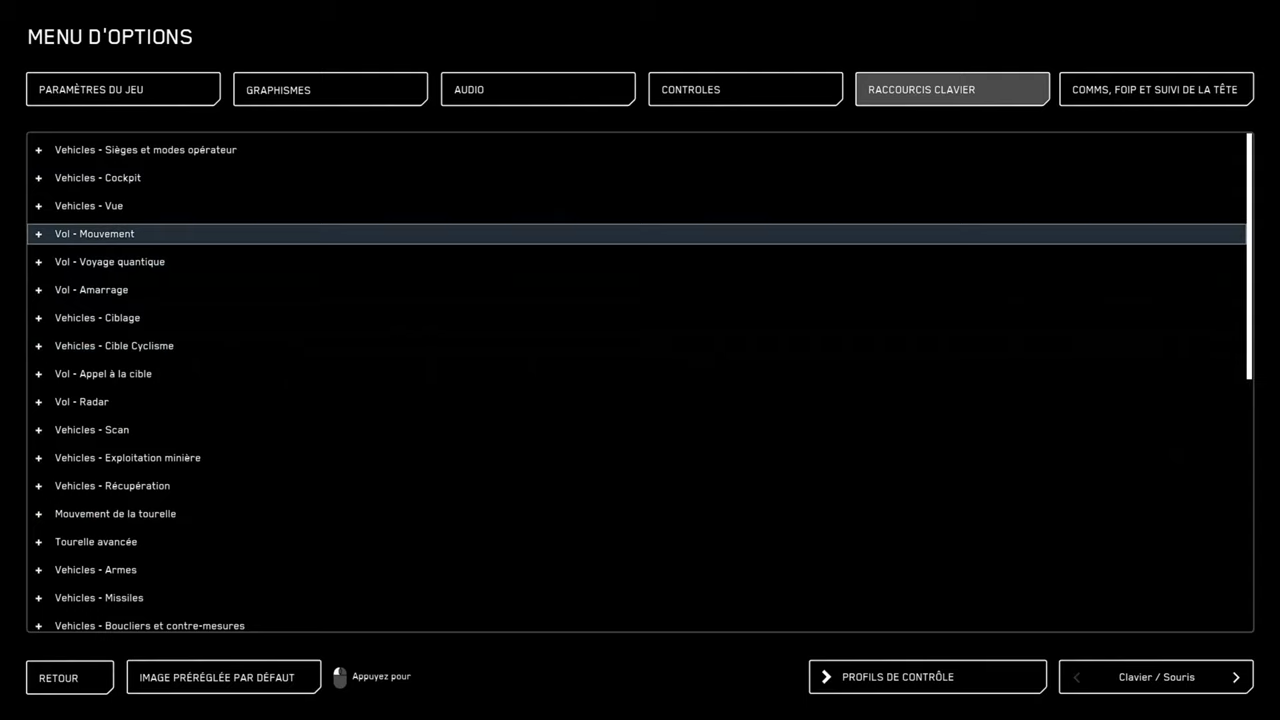 MENU D'OPTIONS
PARAMÈTRES DU JEU
GRAPHISMES
AUDIO
CONTROLES
RACCOURCIS CLAVIER
COMMS, FOIP ET SUIVI DE LA TÊTE
+ Vehicles - Sièges et modes opérateur
+ Vehicles - Cockpit
+ Vehicles - Vue
+ Vol - Mouvement
+ Vol - Voyage quantique
+ Vol - Amarrage
+ Vehicles - Ciblage
+ Vehicles - Cible Cyclisme
+ Vol - Appel à la cible
+ Vol - Radar
+ Vehicles - Scan
+ Vehicles - Exploitation minière
+ Vehicles - Récupération
+ Mouvement de la tourelle
+ Tourelle avancée
+ Vehicles - Armes
+ Vehicles - Missiles
+ Vehicles - Boucliers et contre-mesures
RETOUR
IMAGE PRÉRÉGLÉE PAR DÉFAUT
Appuyez pour
PROFILS DE CONTRÔLE
Clavier / Souris